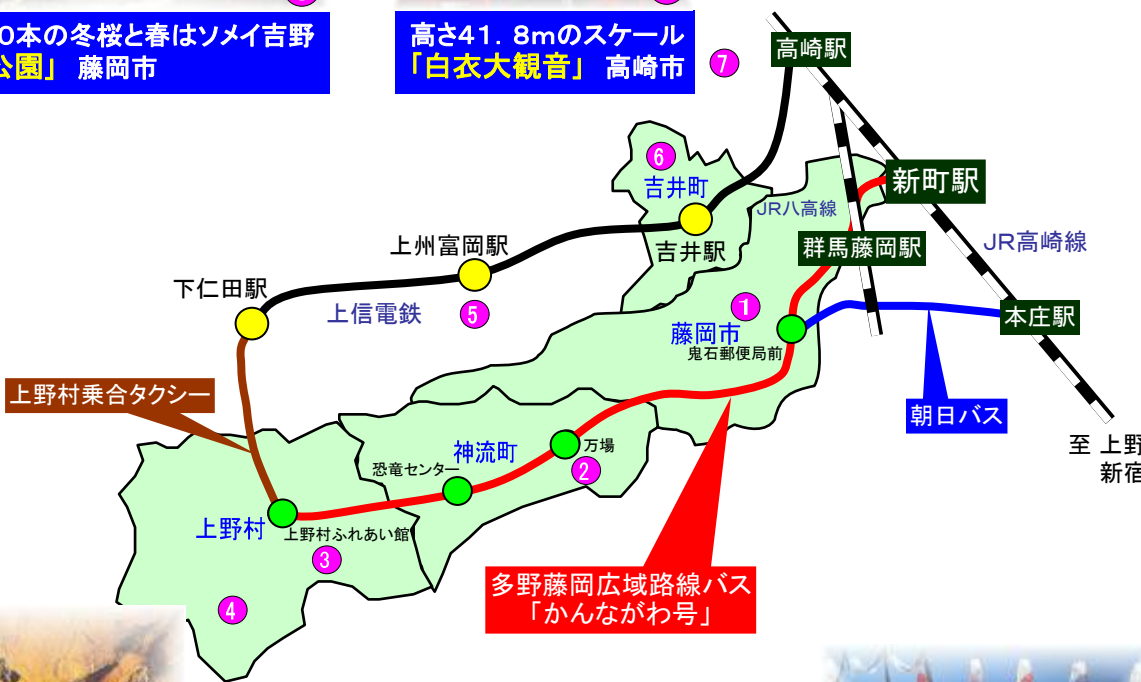 0本の冬桜と春はソメイ吉野
公園」 藤岡市
高さ41.8mのスケール
「白衣大観音」 高崎市
7
高崎駅
6
吉井町
新町駅
JR八高線
吉井駅
群馬藤岡駅
JR高崎線
上州富岡駅
下仁田駅
上信電鉄
5
1
藤岡市
鬼石郵便局前
本庄駅
上野村乗合タクシー
朝日バス
至 上野
新宿
神流町
万場
恐竜センター
2
上野村
上野村ふれあい館
3
4
多野藤岡広域路線バス
「かんながわ号」